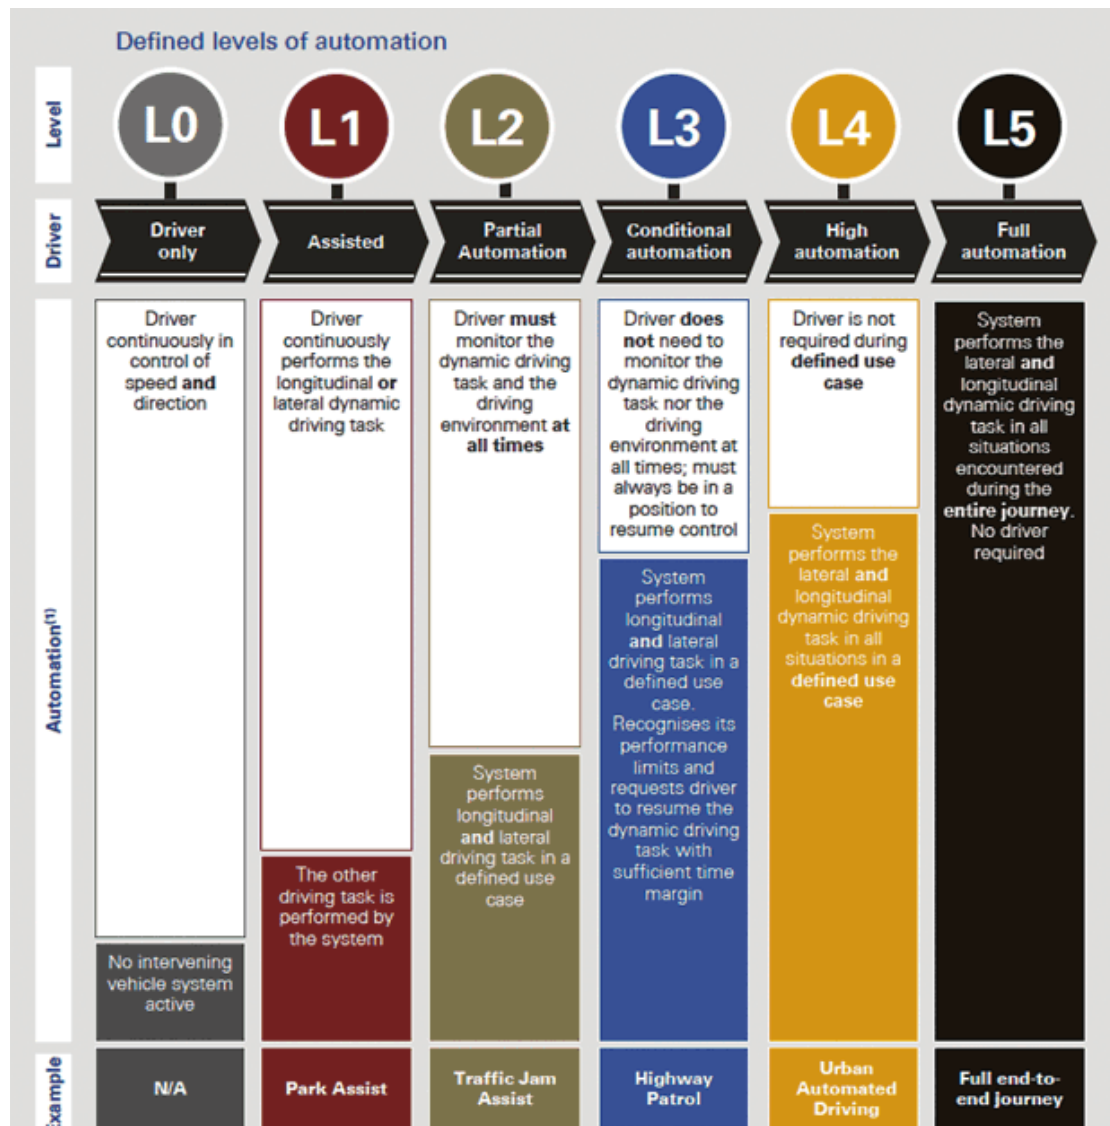 Defined levels of automation
Level
L0
L1
L2
L3
L4
L5
Driver
Driver
only
Assisted
Partial
Automation
Conditional
automation
High
automation
Full
automation
Automation(1)
Driver
continuously in
control of
speed and
direction
No intervening
vehicle system
active
Driver
continuously
performs the
longitudinal or
lateral dynamic
driving task
The other
driving task is
performed by
the system
Driver must
monitor the
dynamic driving
task and the
driving
environment at
all times
System
performs
longitudinal
and lateral
driving task in a
defined use
case
Driver does
not need to
monitor the
dynamic driving
task nor the
driving
environment at
all times; must
always be in a
position to
resume control
System
performs
longitudinal
and lateral
driving task in a
defined use
case.
Recognises its
performance
limits and
requests driver
to resume the
dynamic driving
task with
sufficient time
margin
Driver is not
required during
defined use
case
System
performs the
lateral and
longitudinal
dynamic driving
task in all
situations in a
defined use
case
System
performs the
lateral and
longitudinal
dynamic driving
task in all
situations
encountered
during the
entire journey.
No driver
required
Example
N/A
Park Assist
Traffic Jam
Assist
Highway
Patrol
Urban
Automated
Driving
Full end-to-
end journey